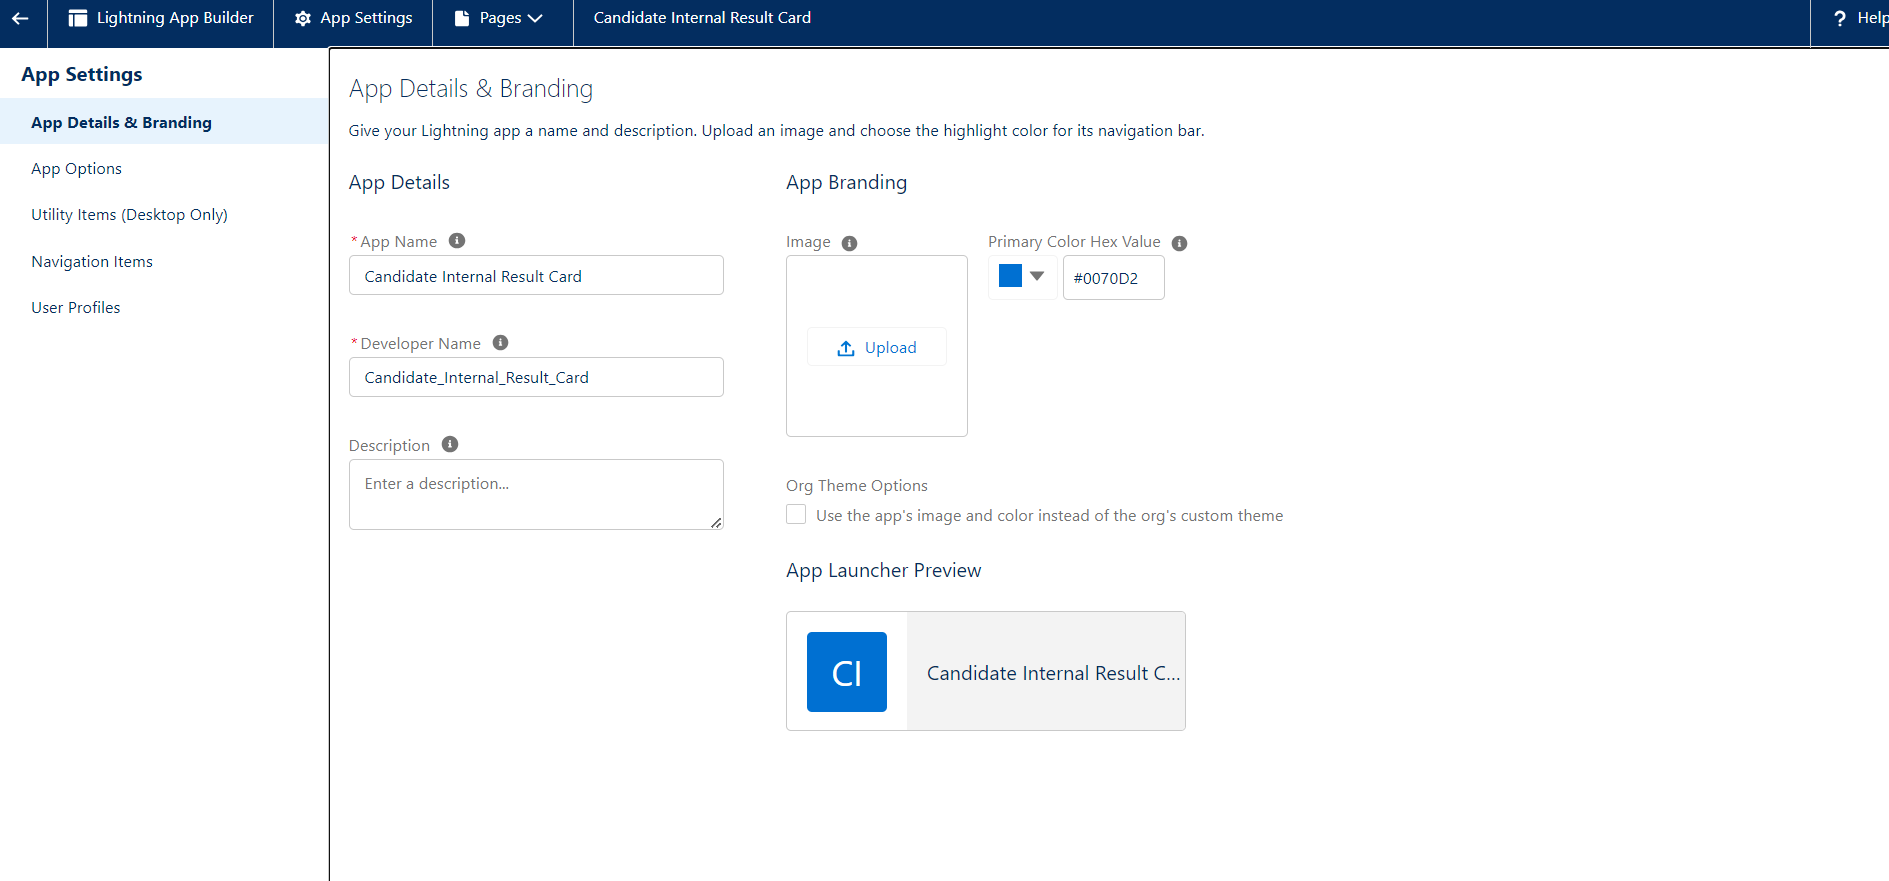 Lightning App Builder
App Settings
Pages
Candidate Internal Result Card
? Help
App Settings
App Details & Branding
App Options
Utility Items (Desktop Only)
Navigation Items
User Profiles
App Details & Branding
Give your Lightning app a name and description. Upload an image and choose the highlight color for its navigation bar.
App Details
* App Name
Candidate Internal Result Card
* Developer Name
Candidate_Internal_Result_Card
Description
Enter a description...
App Branding
Image
Upload
Primary Color Hex Value
#0070D2
Org Theme Options
Use the app's image and color instead of the org's custom theme
App Launcher Preview
CI
Candidate Internal Result C...